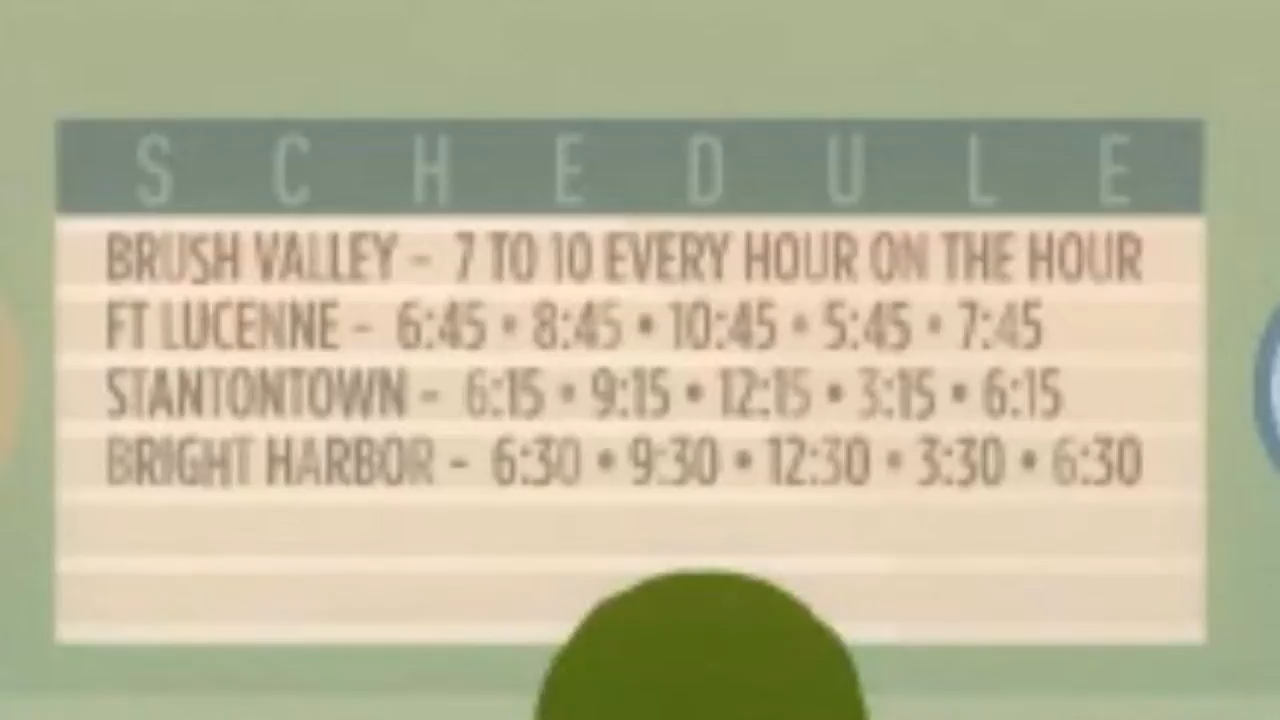 SCHEDULE
BRUSH VALLEY - 7 TO 10 EVERY HOUR ON THE HOUR
FT LUCENNE - 6:45 • 8:45 • 10:45 • 5:45 • 7:45
STANTONTOWN - 6:15 • 9:15 • 12:15 • 3:15 • 6:15
BRIGHT HARBOR - 6:30 • 9:30 • 12:30 • 3:30 • 6:30